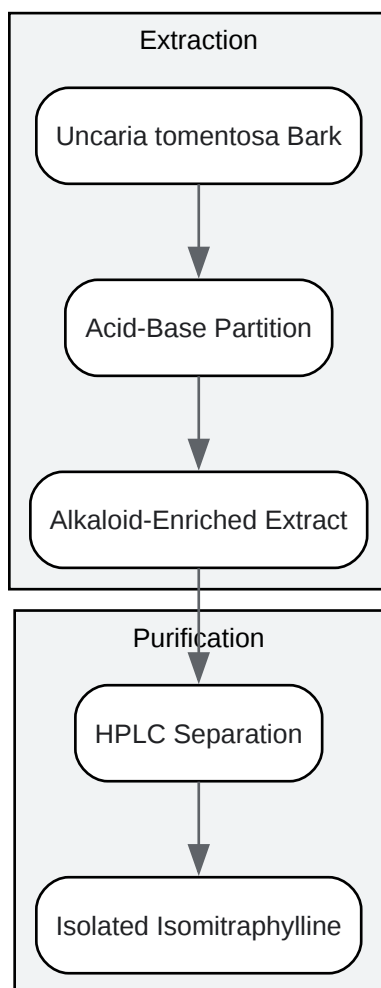 Extraction
Uncaria tomentosa Bark
Acid-Base Partition
Alkaloid-Enriched Extract
Purification
HPLC Separation
Isolated Isomitraphylline